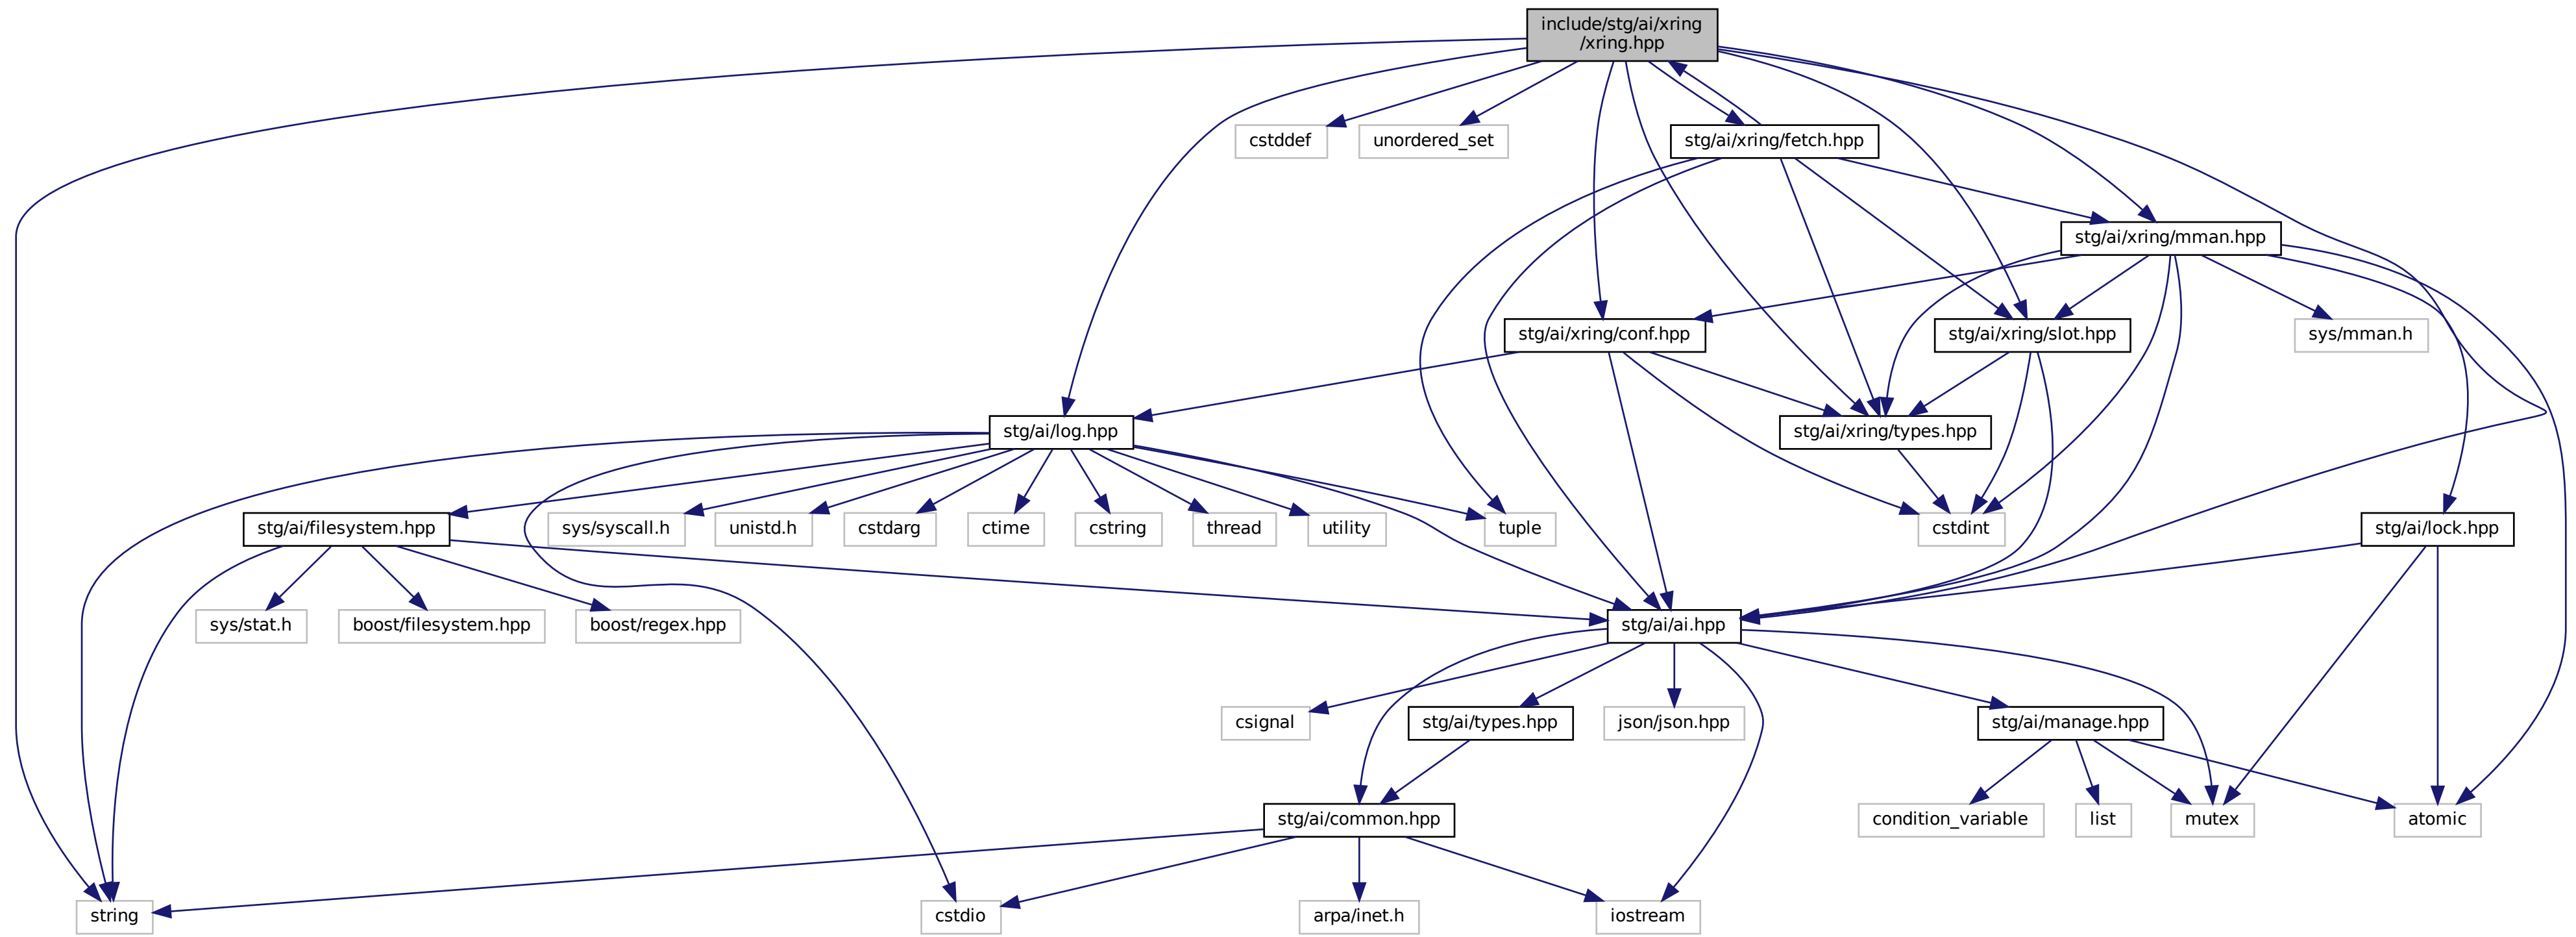 include/stg/ai/xring
/xring.hpp
cstddef
unordered_set
stg/ai/xring/fetch.hpp
stg/ai/xring/mman.hpp
stg/ai/xring/conf.hpp
stg/ai/xring/slot.hpp
sys/mman.h
stg/ai/log.hpp
stg/ai/xring/types.hpp
stg/ai/filesystem.hpp
sys/syscall.h
unistd.h
cstdarg
ctime
cstring
thread
utility
tuple
cstdint
stg/ai/lock.hpp
sys/stat.h
boost/filesystem.hpp
boost/regex.hpp
stg/ai/ai.hpp
csignal
stg/ai/types.hpp
json/json.hpp
stg/ai/manage.hpp
stg/ai/common.hpp
condition_variable
list
mutex
atomic
string
cstdio
arpa/inet.h
iostream